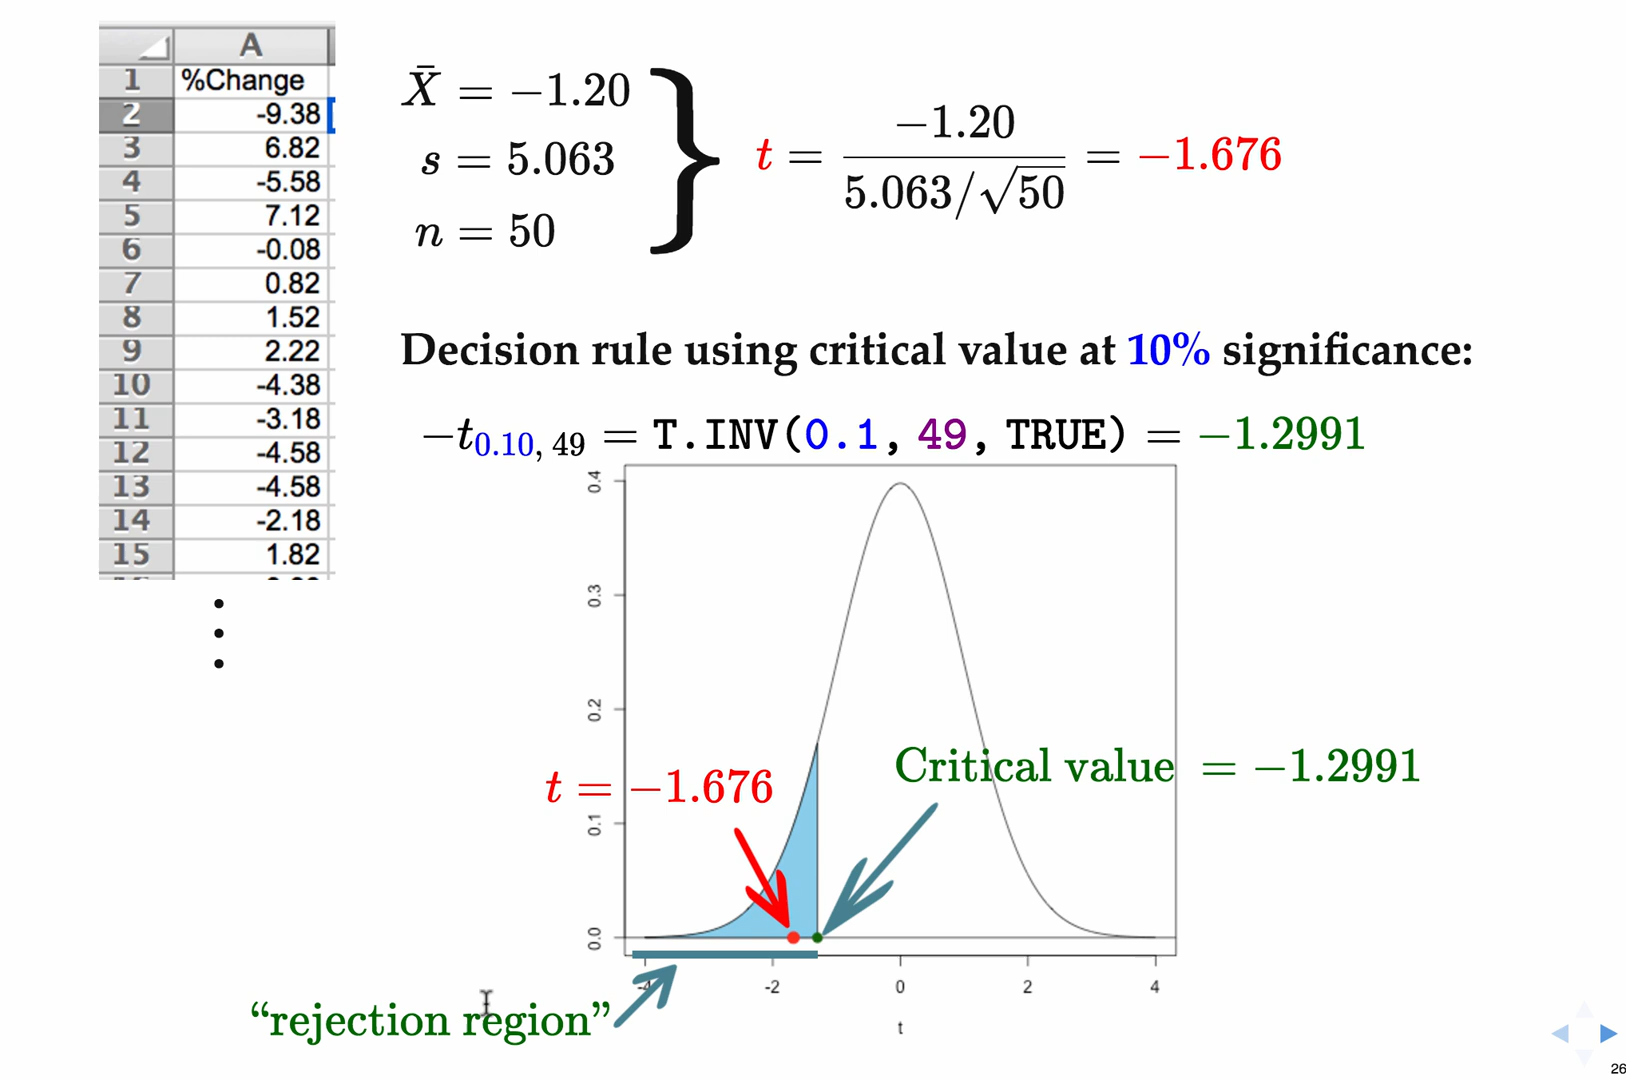 A
1 %Change
2 -9.38
3 6.82
4 -5.58
5 7.12
6 -0.08
7 0.82
8 1.52
9 2.22
10 -4.38
11 -3.18
12 -4.58
13 -4.58
14 -2.18
15 1.82
X̄ = −1.20
s = 5.063
n = 50
t = −1.20 / (5.063/√50) = −1.676
Decision rule using critical value at 10% significance:
−t0.10, 49 = T.INV(0.1, 49, TRUE) = −1.2991
0.4
0.3
0.2
0.1
0.0
t = −1.676
Critical value = −1.2991
-4 -2 0 2 4
t
“rejection region”
26